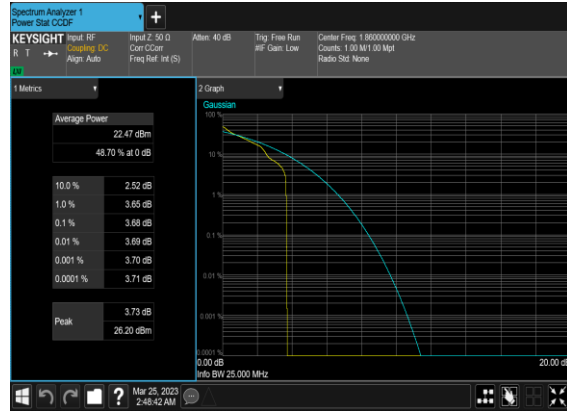 Spectrum Analyzer 1
Power Stat CCDF
KEYSIGHT
R T
LV
Input: RF
Coupling: DC
Align: Auto
Input Z: 50 Ω
Corr CCorr
Freq Ref: Int (S)
Atten: 40 dB
Trig: Free Run
#IF Gain: Low
Center Freq: 1.860000000 GHz
Counts: 1.00 M/1.00 Mpt
Radio Std: None
1 Metrics
Average Power
22.47 dBm
48.70 % at 0 dB
10.0 % 2.52 dB
1.0 % 3.65 dB
0.1 % 3.68 dB
0.01 % 3.69 dB
0.001 % 3.70 dB
0.0001 % 3.71 dB
Peak
3.73 dB
26.20 dBm
2 Graph
Gaussian
100 %
10 %
1 %
0.1 %
0.01 %
0.001 %
0.0001 %
0.00 dB
20.00 dB
Info BW 25.000 MHz
?
Mar 25, 2023
2:48:42 AM